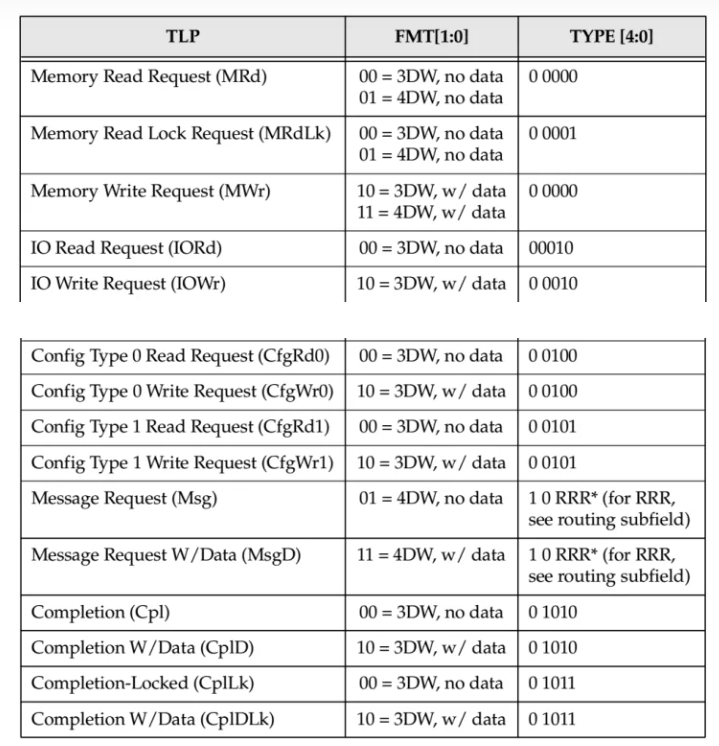 TLP FMT[1:0] TYPE [4:0]
Memory Read Request (MRd) 00 = 3DW, no data 0 0000
01 = 4DW, no data
Memory Read Lock Request (MRdLk) 00 = 3DW, no data 0 0001
01 = 4DW, no data
Memory Write Request (MWr) 10 = 3DW, w/ data 0 0000
11 = 4DW, w/ data
IO Read Request (IORd) 00 = 3DW, no data 00010
IO Write Request (IOWr) 10 = 3DW, w/ data 0 0010
Config Type 0 Read Request (CfgRd0) 00 = 3DW, no data 0 0100
Config Type 0 Write Request (CfgWr0) 10 = 3DW, w/ data 0 0100
Config Type 1 Read Request (CfgRd1) 00 = 3DW, no data 0 0101
Config Type 1 Write Request (CfgWr1) 10 = 3DW, w/ data 0 0101
Message Request (Msg) 01 = 4DW, no data 1 0 RRR* (for RRR,
see routing subfield)
Message Request W/Data (MsgD) 11 = 4DW, w/ data 1 0 RRR* (for RRR,
see routing subfield)
Completion (Cpl) 00 = 3DW, no data 0 1010
Completion W/Data (CplD) 10 = 3DW, w/ data 0 1010
Completion-Locked (CplLk) 00 = 3DW, no data 0 1011
Completion W/Data (CplDLk) 10 = 3DW, w/ data 0 1011